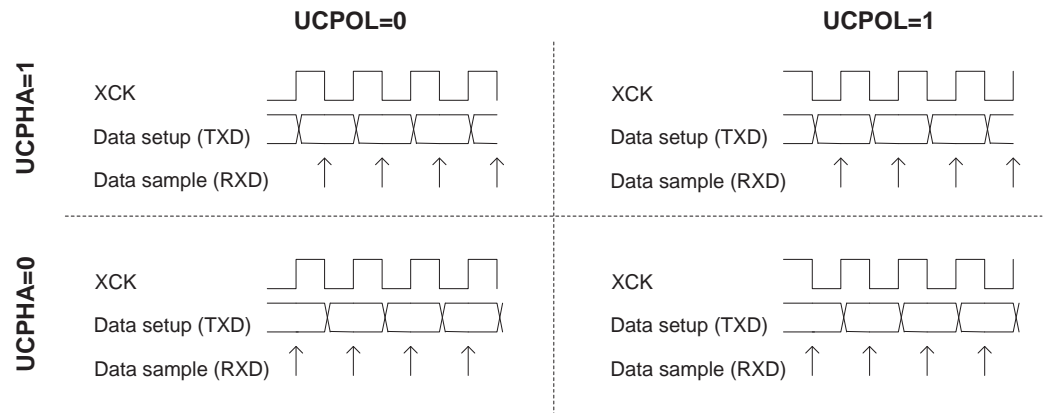 UCPOL=0
UCPOL=1
UCPHA=1
XCK
Data setup (TXD)
Data sample (RXD)
XCK
Data setup (TXD)
Data sample (RXD)
UCPHA=0
XCK
Data setup (TXD)
Data sample (RXD)
XCK
Data setup (TXD)
Data sample (RXD)